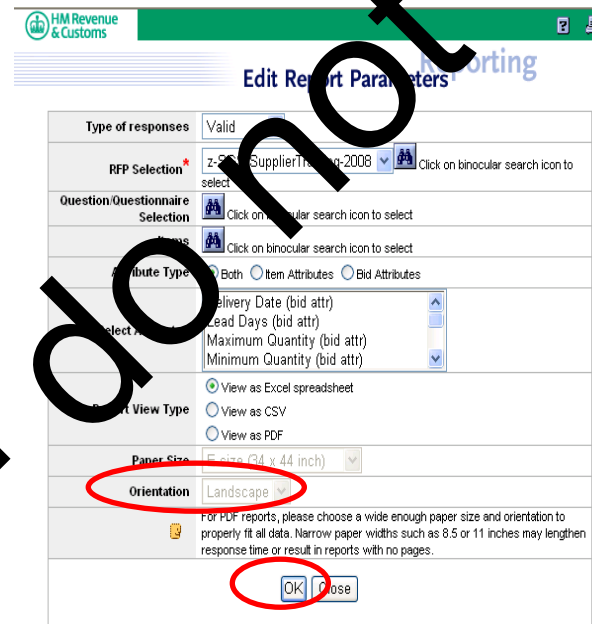 HM Revenue
& Customs
Reporting
Edit Report Parameters
Type of responses Valid
RFP Selection* Click on binocular search icon to
select
Question/Questionnaire
Selection Click on binocular search icon to select
Click on binocular search icon to select
Attribute Type Both Item Attributes Bid Attributes
Delivery Date (bid attr)
Lead Days (bid attr)
Select
Maximum Quantity (bid attr)
Minimum Quantity (bid attr)
View as Excel spreadsheet
Report View Type View as CSV
View as PDF
Paper Size E size (34 x 44 inch)
Orientation Landscape
For PDF reports, please choose a wide enough paper size and orientation to
properly fit all data. Narrow paper widths such as 8.5 or 11 inches may lengthen
response time or result in reports with no pages.
OK Close
do not